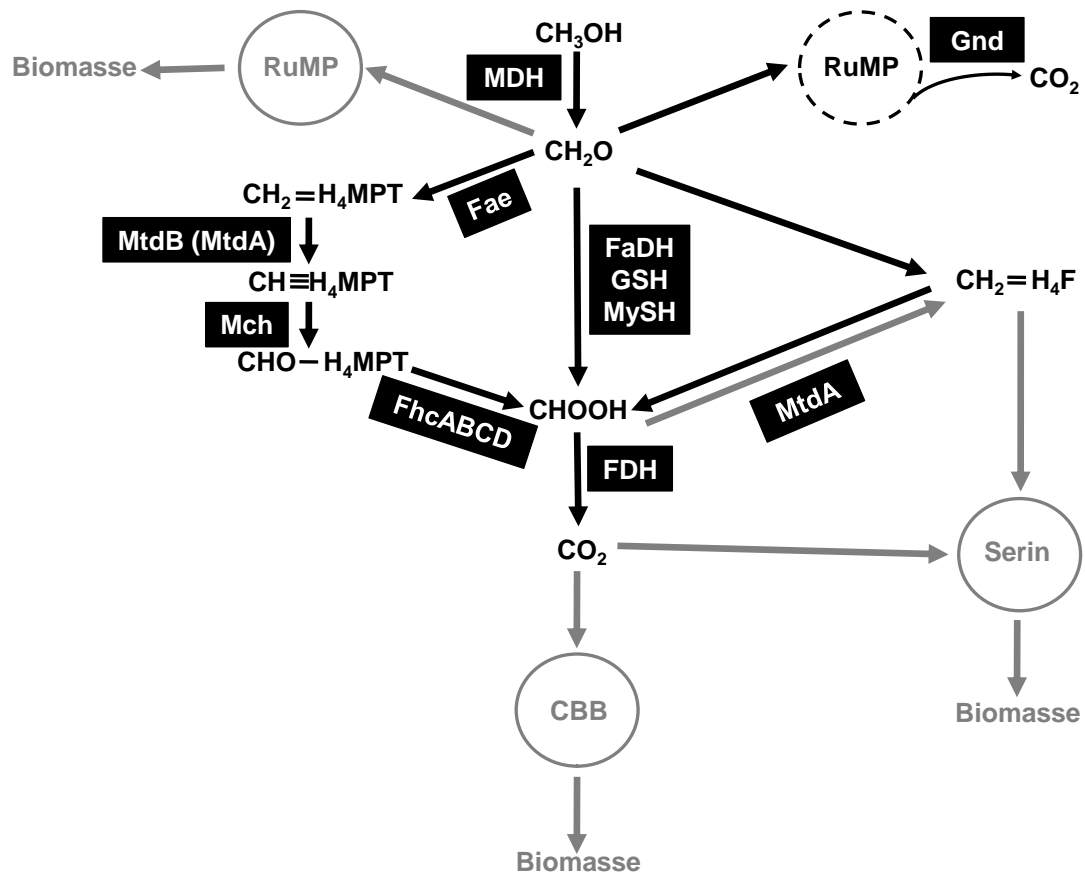 CH₃OH
Gnd
Biomasse
RuMP
MDH
RuMP
CO₂
CH₂O
CH₂=H₄MPT
Fae
MtdB (MtdA)
FaDH
GSH
MySH
CH≡H₄MPT
CH₂=H₄F
Mch
CHO–H₄MPT
FhcABCD
CHOOH
MtdA
FDH
CO₂
Serin
CBB
Biomasse
Biomasse